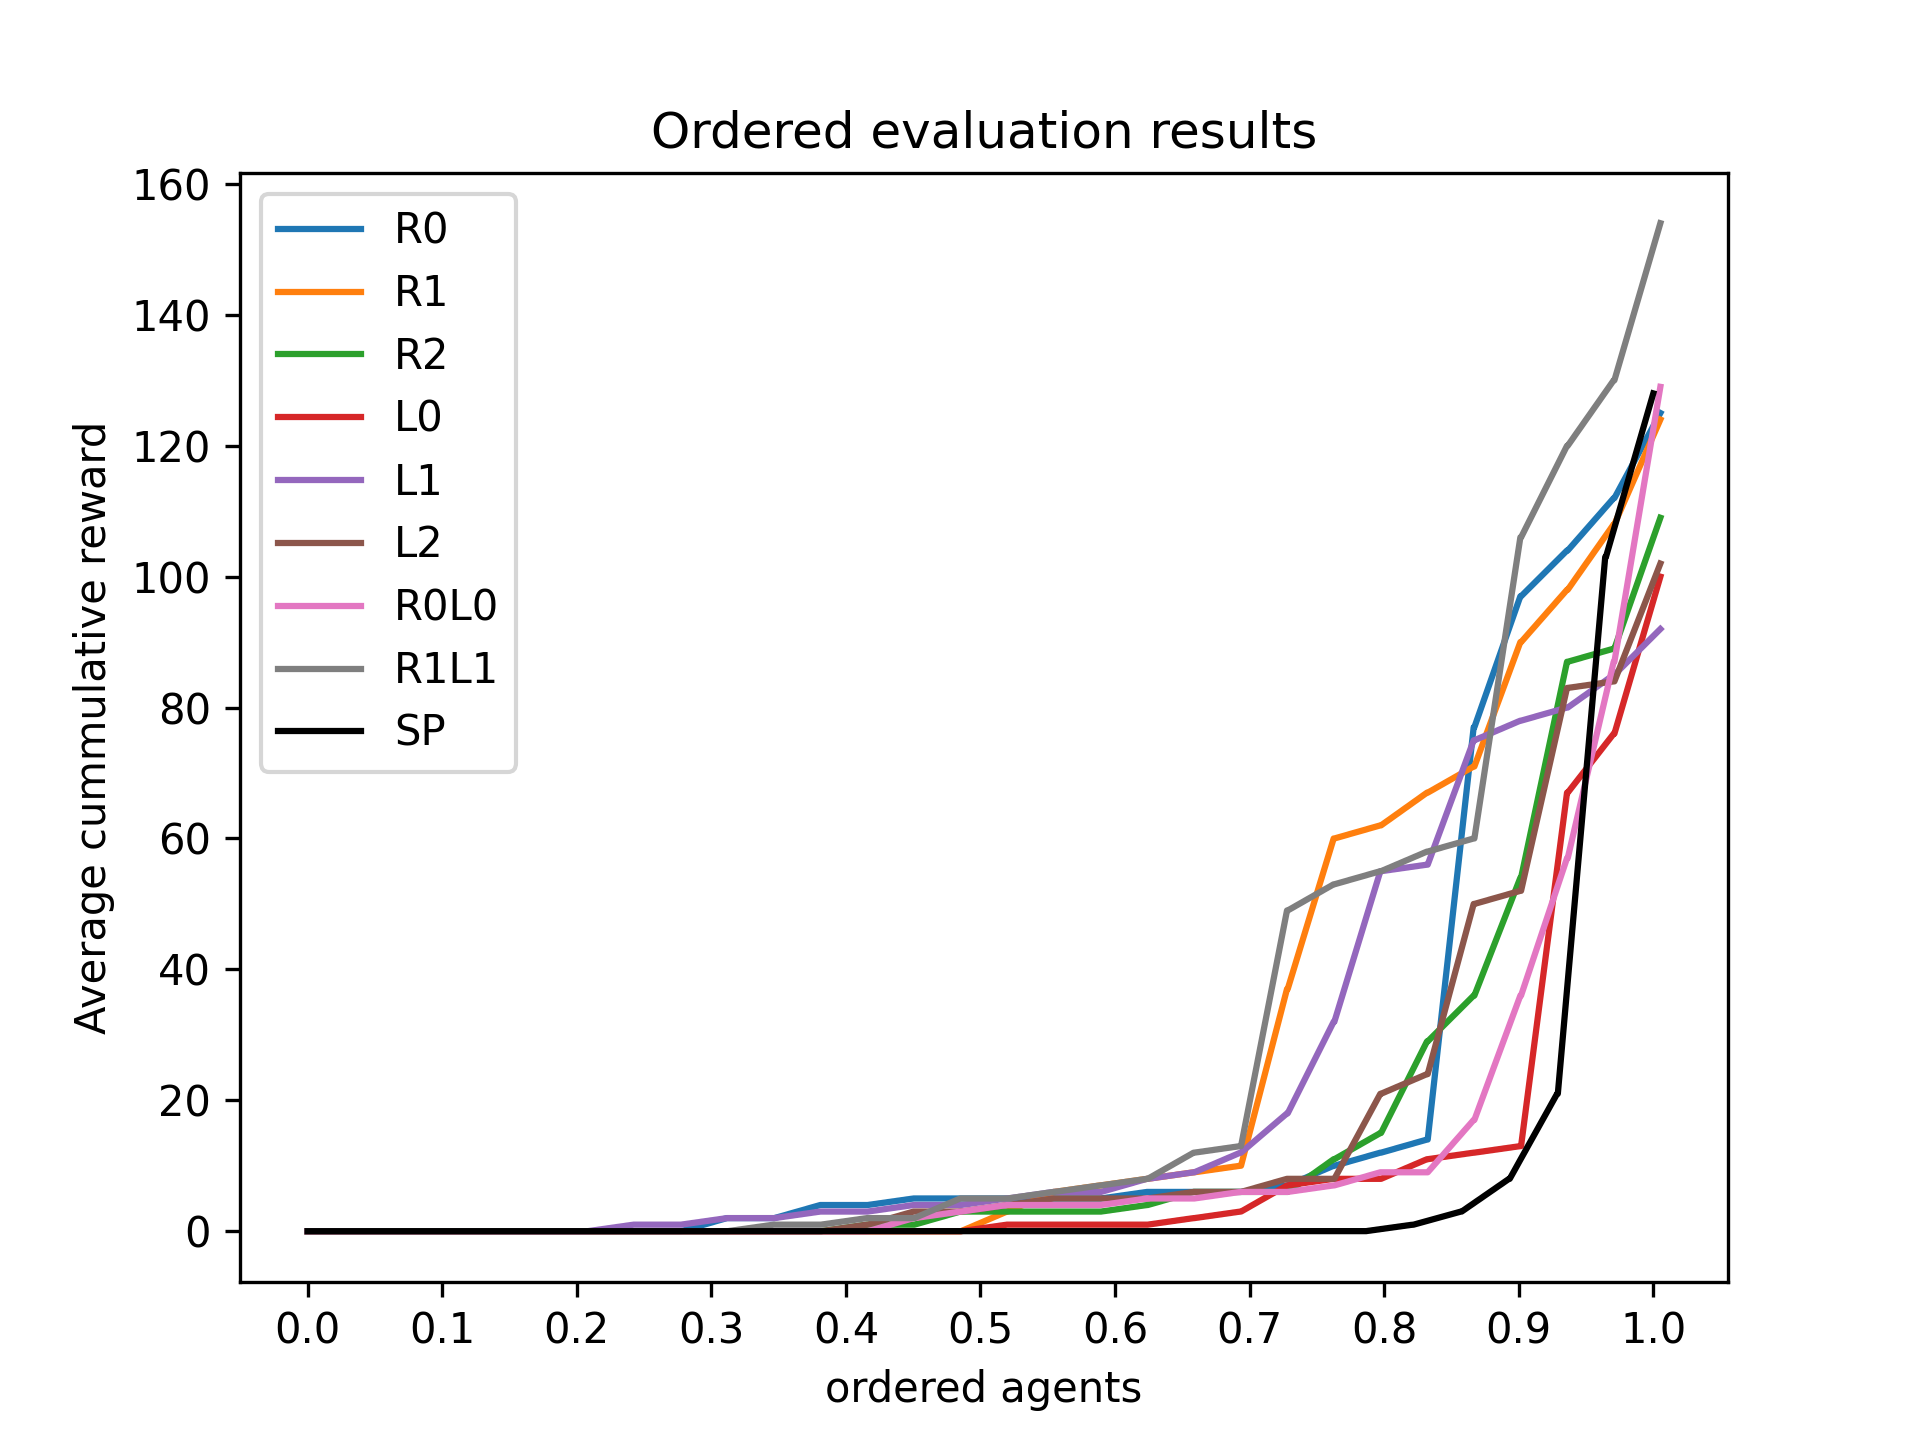 Ordered evaluation results
160
140
120
100
80
60
40
20
0
Average cummulative reward
R0
R1
R2
L0
L1
L2
R0L0
R1L1
SP
0.0 0.1 0.2 0.3 0.4 0.5 0.6 0.7 0.8 0.9 1.0
ordered agents